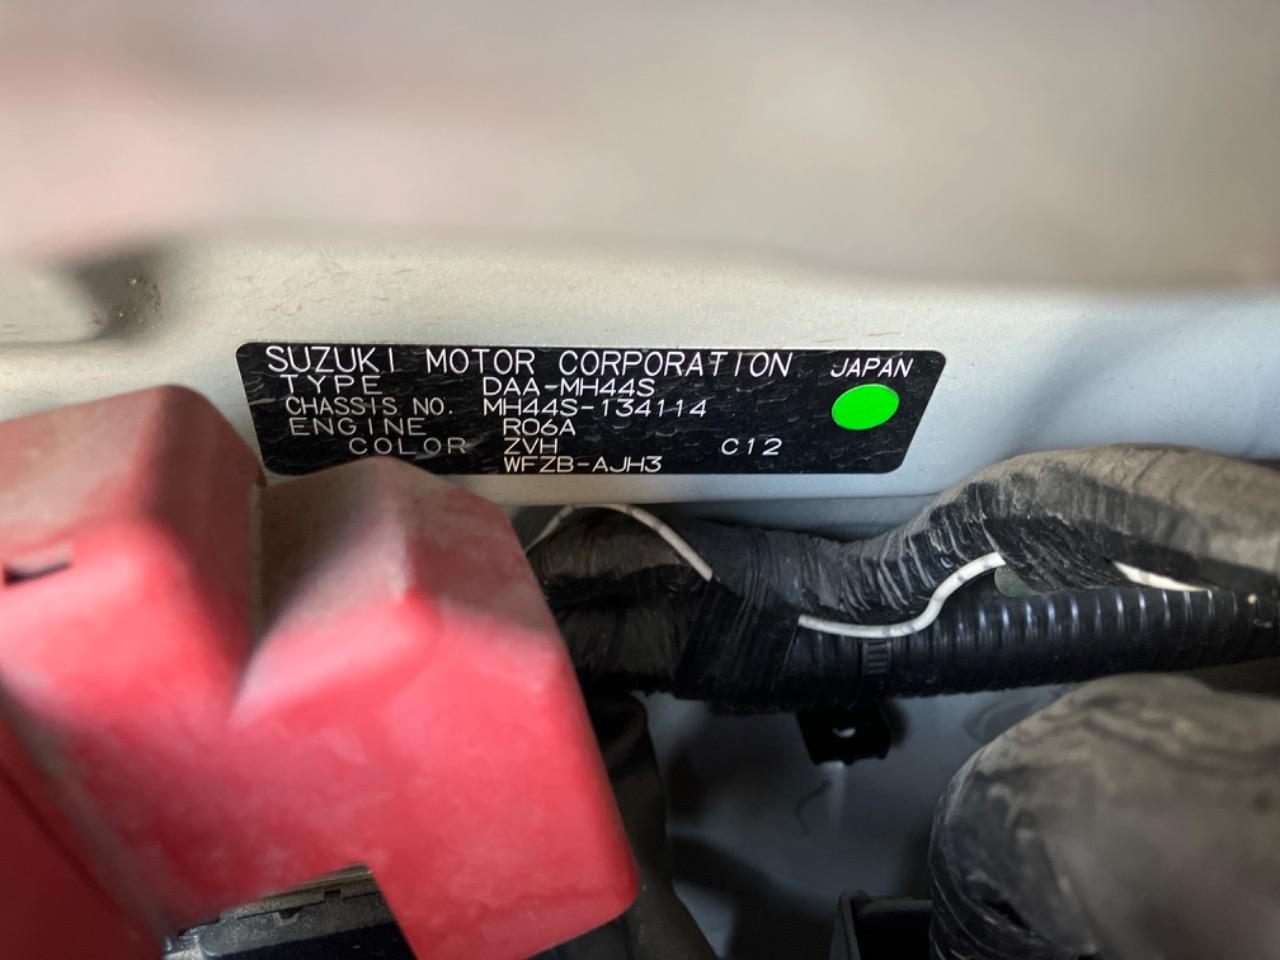 SUZUKI MOTOR CORPORATION JAPAN
TYPE DAA-MH44S
CHASSIS NO. MH44S-134114
ENGINE R06A
COLOR ZVH C12
WFZB-AJH3